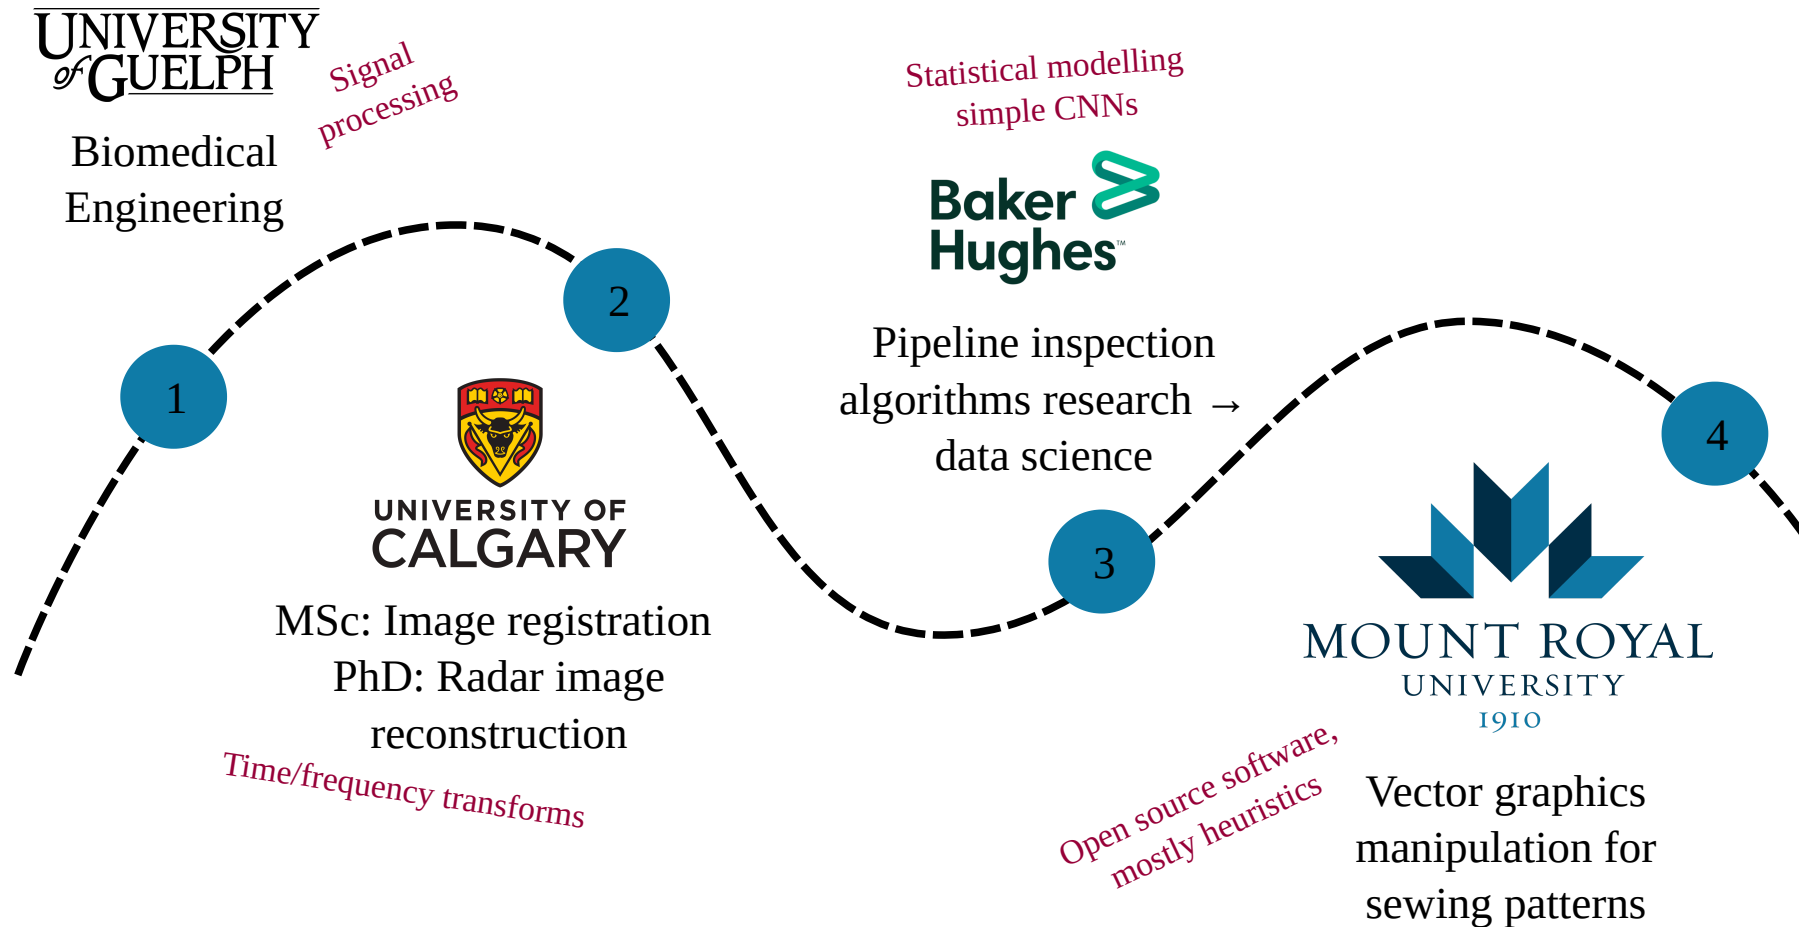 UNIVERSITY
of GUELPH
Signal
processing
Biomedical
Engineering
1
2
UNIVERSITY OF
CALGARY
MSc: Image registration
PhD: Radar image
reconstruction
Time/frequency transforms
Statistical modelling
simple CNNs
Baker
Hughes™
Pipeline inspection
algorithms research →
data science
3
4
MOUNT ROYAL
UNIVERSITY
1910
Open source software,
mostly heuristics
Vector graphics
manipulation for
sewing patterns